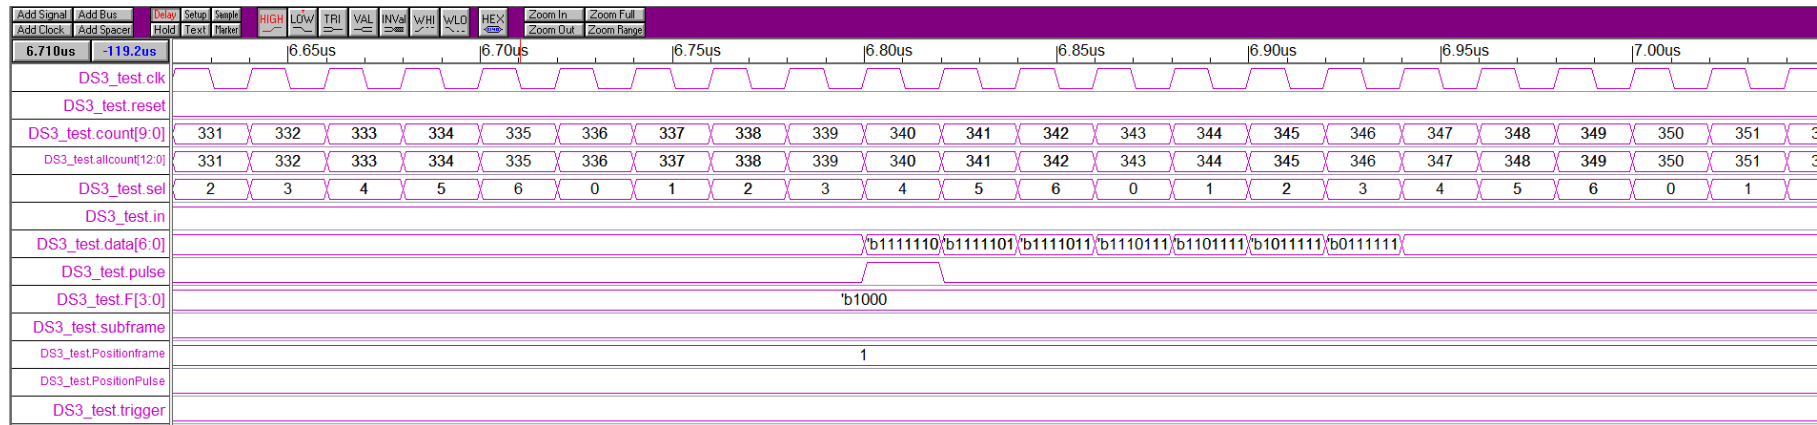 Add Signal Add Bus Delay Setup Sample HIGH LOW TRI VAL INVal WHI WLO HEX Zoom In Zoom Full
Add Clock Add Spacer Hold Text Marker Zoom Out Zoom Range
6.710us -119.2us 6.65us 6.70us 6.75us 6.80us 6.85us 6.90us 6.95us 7.00us
DS3_test.clk
DS3_test.reset
DS3_test.count[9:0] 331 332 333 334 335 336 337 338 339 340 341 342 343 344 345 346 347 348 349 350 351 3
DS3_test.allcount[12:0] 331 332 333 334 335 336 337 338 339 340 341 342 343 344 345 346 347 348 349 350 351 3
DS3_test.sel 2 3 4 5 6 0 1 2 3 4 5 6 0 1 2 3 4 5 6 0 1
DS3_test.in
DS3_test.data[6:0] 'b1111110 'b1111101 'b1111011 'b1110111 'b1101111 'b1011111 'b0111111
DS3_test.pulse
DS3_test.F[3:0] 'b1000
DS3_test.subframe
DS3_test.Positionframe 1
DS3_test.PositionPulse
DS3_test.trigger